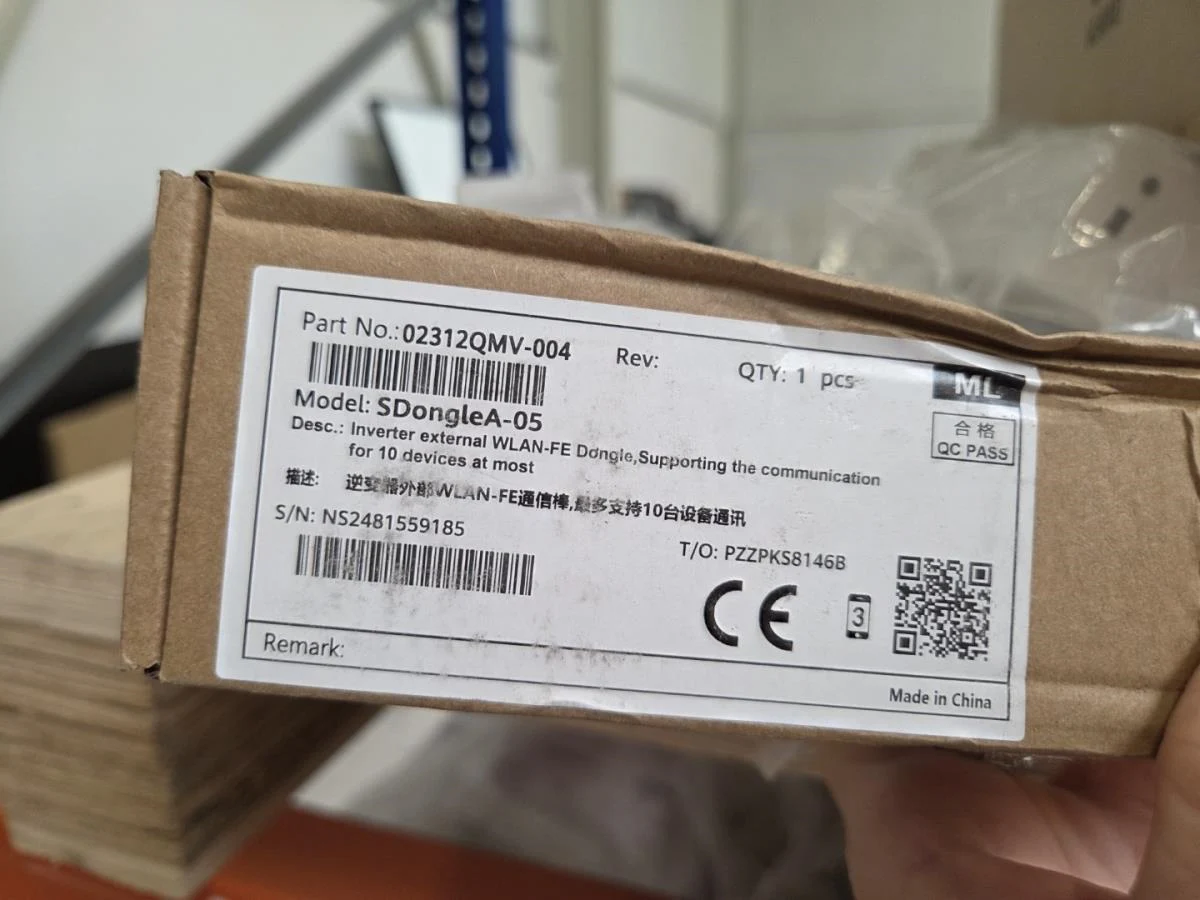 Part No.: 02312QMV-004
Rev:
QTY: 1 pcs
ML
Model: SDongleA-05
合格
QC PASS
Desc.: Inverter external WLAN-FE Dongle,Supporting the communication
for 10 devices at most
描述: 逆变器外部WLAN-FE通信棒,最多支持10台设备通讯
S/N: NS2481559185
T/O: PZZPKS8146B
CE
3
Remark:
Made in China